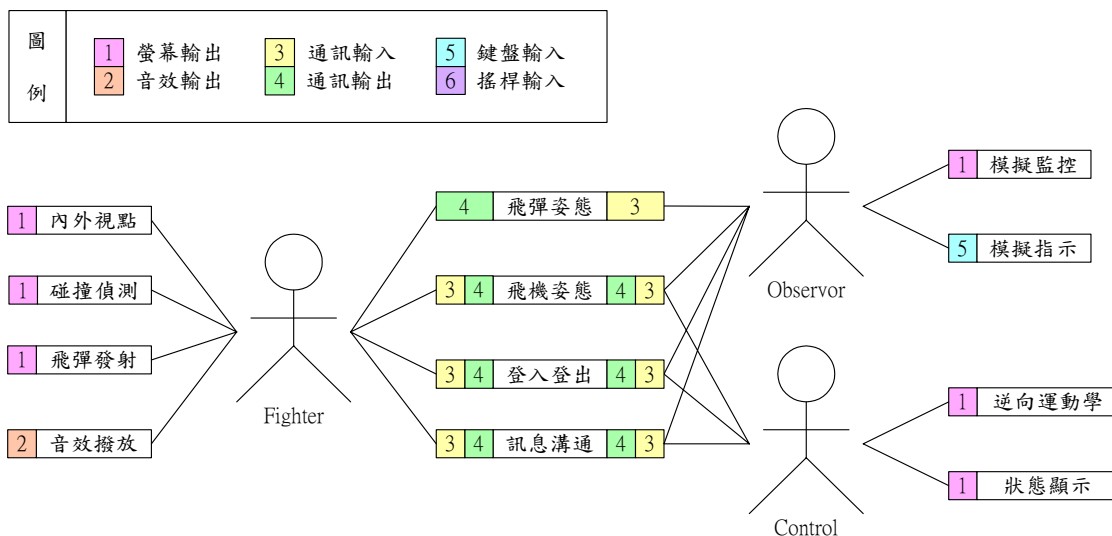 圖例
1 螢幕輸出 3 通訊輸入 5 鍵盤輸入
2 音效輸出 4 通訊輸出 6 搖桿輸入
1 內外視點
1 碰撞偵測
1 飛彈發射
2 音效撥放
Fighter
4 飛彈姿態 3
3 4 飛機姿態 4 3
3 4 登入登出 4 3
3 4 訊息溝通 4 3
Observor
1 模擬監控
5 模擬指示
Control
1 逆向運動學
1 狀態顯示